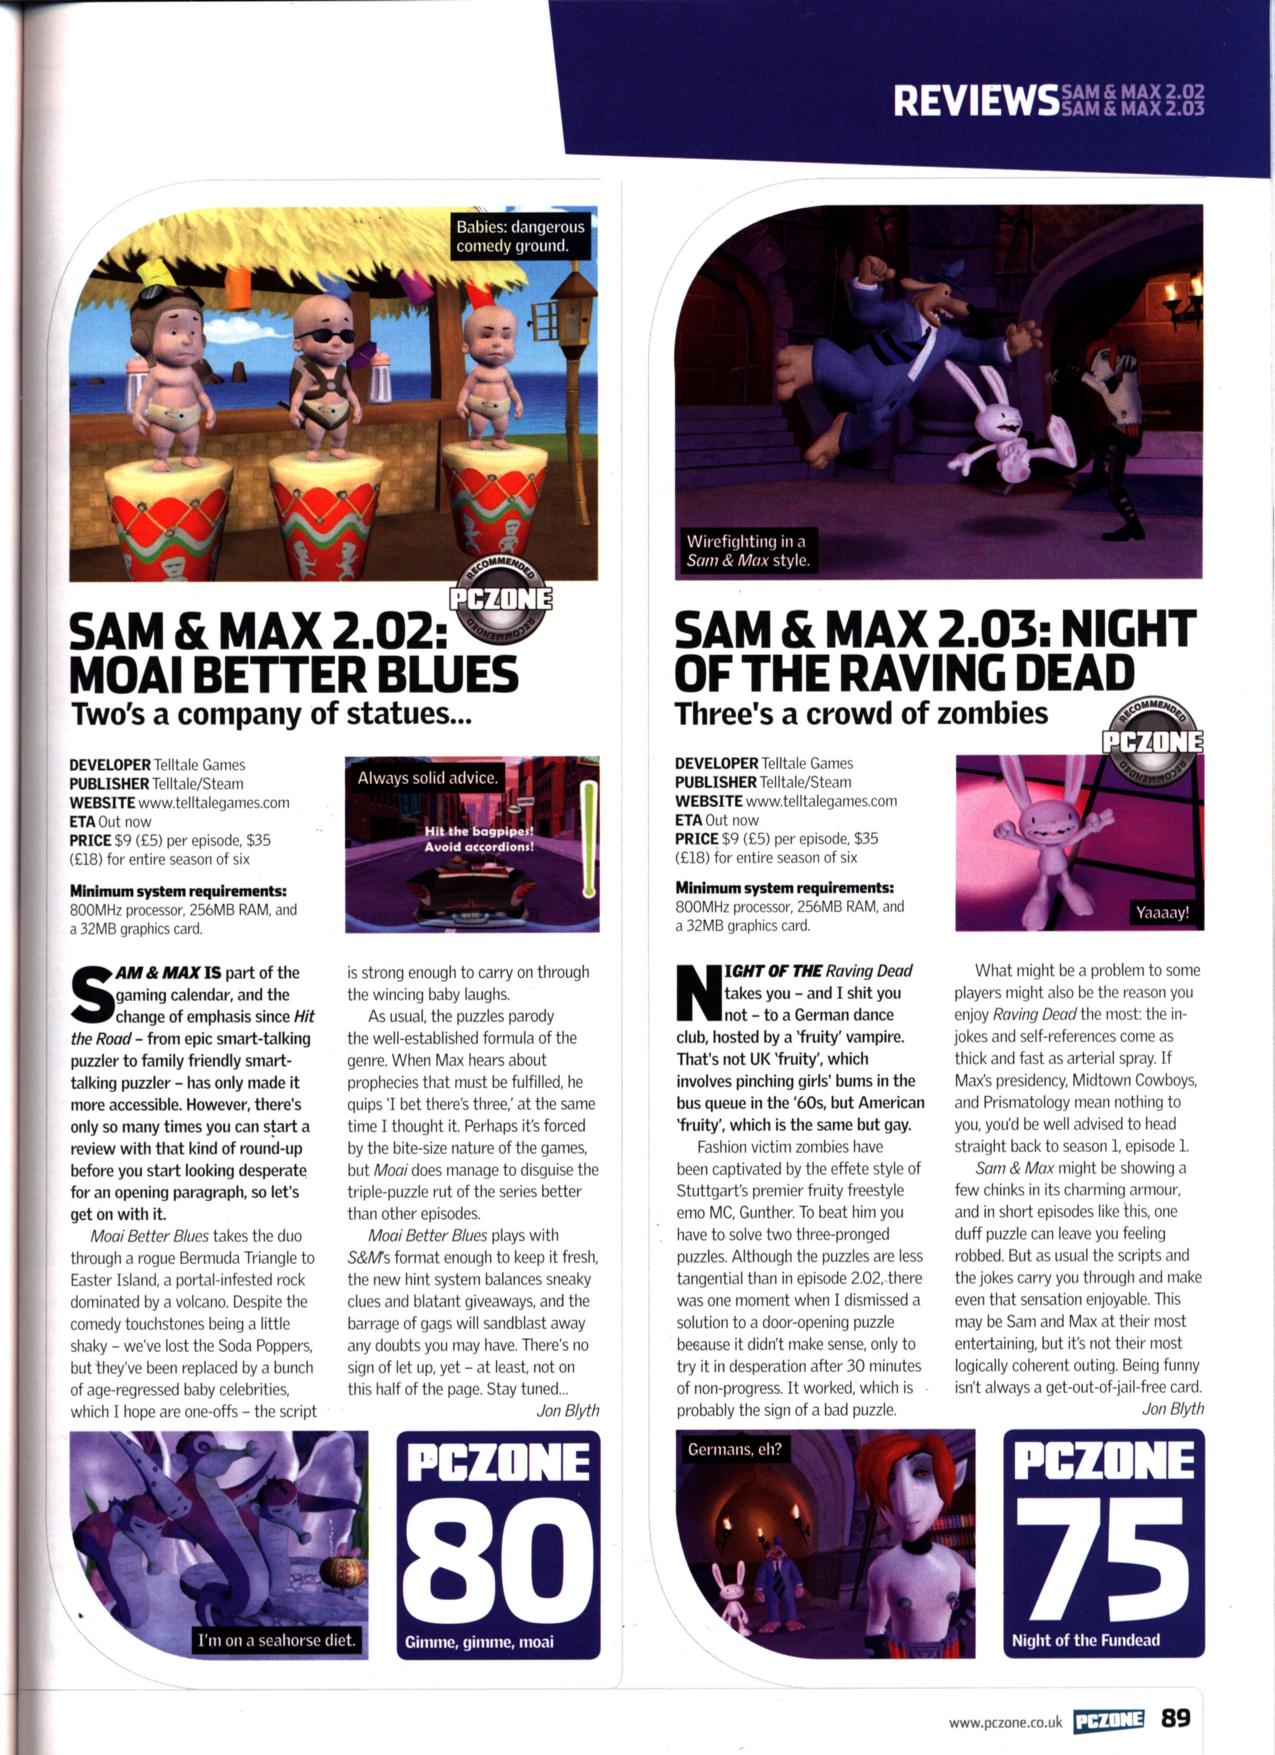 REVIEWS SAM & MAX 2.02
SAM & MAX 2.03
Babies: dangerous
comedy ground.
RECOMMENDED
PCZONE
RECOMMENDED
SAM & MAX 2.02:
MOAI BETTER BLUES
Two's a company of statues...
DEVELOPER Telltale Games
PUBLISHER Telltale/Steam
WEBSITE www.telltalegames.com
ETA Out now
PRICE $9 (£5) per episode, $35
(£18) for entire season of six
Minimum system requirements:
800MHz processor, 256MB RAM, and
a 32MB graphics card.
Always solid advice.
Hit the bagpipes!
Avoid accordions!
SAM & MAX IS part of the
gaming calendar, and the
change of emphasis since Hit
the Road – from epic smart-talking
puzzler to family friendly smart-
talking puzzler – has only made it
more accessible. However, there's
only so many times you can start a
review with that kind of round-up
before you start looking desperate
for an opening paragraph, so let's
get on with it.
Moai Better Blues takes the duo
through a rogue Bermuda Triangle to
Easter Island, a portal-infested rock
dominated by a volcano. Despite the
comedy touchstones being a little
shaky – we've lost the Soda Poppers,
but they've been replaced by a bunch
of age-regressed baby celebrities,
which I hope are one-offs – the script
is strong enough to carry on through
the wincing baby laughs.
As usual, the puzzles parody
the well-established formula of the
genre. When Max hears about
prophecies that must be fulfilled, he
quips 'I bet there's three,' at the same
time I thought it. Perhaps it's forced
by the bite-size nature of the games,
but Moai does manage to disguise the
triple-puzzle rut of the series better
than other episodes.
Moai Better Blues plays with
S&M's format enough to keep it fresh,
the new hint system balances sneaky
clues and blatant giveaways, and the
barrage of gags will sandblast away
any doubts you may have. There's no
sign of let up, yet – at least, not on
this half of the page. Stay tuned...
Jon Blyth
I'm on a seahorse diet.
PCZONE
80
Gimme, gimme, moai
Wirefighting in a
Sam & Max style.
SAM & MAX 2.03: NIGHT
OF THE RAVING DEAD
Three's a crowd of zombies
RECOMMENDED
PCZONE
RECOMMENDED
DEVELOPER Telltale Games
PUBLISHER Telltale/Steam
WEBSITE www.telltalegames.com
ETA Out now
PRICE $9 (£5) per episode, $35
(£18) for entire season of six
Minimum system requirements:
800MHz processor, 256MB RAM, and
a 32MB graphics card.
Yaaaay!
NIGHT OF THE Raving Dead
takes you – and I shit you
not – to a German dance
club, hosted by a 'fruity' vampire.
That's not UK 'fruity', which
involves pinching girls' bums in the
bus queue in the '60s, but American
'fruity', which is the same but gay.
Fashion victim zombies have
been captivated by the effete style of
Stuttgart's premier fruity freestyle
emo MC, Gunther. To beat him you
have to solve two three-pronged
puzzles. Although the puzzles are less
tangential than in episode 2.02, there
was one moment when I dismissed a
solution to a door-opening puzzle
because it didn't make sense, only to
try it in desperation after 30 minutes
of non-progress. It worked, which is
probably the sign of a bad puzzle.
What might be a problem to some
players might also be the reason you
enjoy Raving Dead the most: the in-
jokes and self-references come as
thick and fast as arterial spray. If
Max's presidency, Midtown Cowboys,
and Prismatology mean nothing to
you, you'd be well advised to head
straight back to season 1, episode 1.
Sam & Max might be showing a
few chinks in its charming armour,
and in short episodes like this, one
duff puzzle can leave you feeling
robbed. But as usual the scripts and
the jokes carry you through and make
even that sensation enjoyable. This
may be Sam and Max at their most
entertaining, but it's not their most
logically coherent outing. Being funny
isn't always a get-out-of-jail-free card.
Jon Blyth
Germans, eh?
PCZONE
75
Night of the Fundead
www.pczone.co.uk PCZONE 89